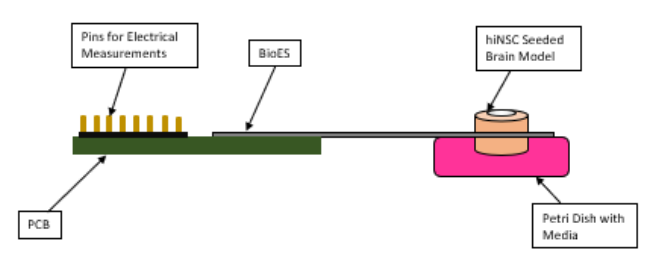 Pins for Electrical
Measurements
BioES
hiNSC Seeded
Brain Model
PCB
Petri Dish with
Media